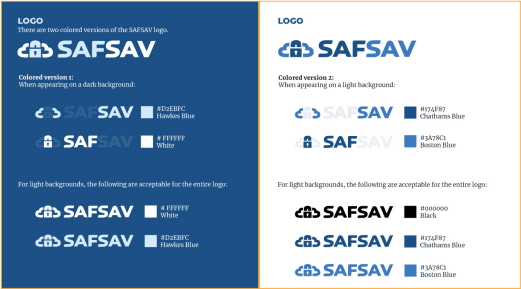 LOGO
There are two colored versions of the SAFSAV logo.
SAFSAV
Colored version 1:
When appearing on a dark background:
SAFSAV
#D2EBFC
Hawkes Blue
SAFSAV
# FFFFFF
White
For light backgrounds, the following are acceptable for the entire logo:
SAFSAV
# FFFFFF
White
SAFSAV
#D2EBFC
Hawkes Blue
LOGO
SAFSAV
Colored version 2:
When appearing on a light background:
SAFSAV
#174F87
Chathams Blue
SAFSAV
#3A78C1
Boston Blue
For light backgrounds, the following are acceptable for the entire logo:
SAFSAV
#000000
Black
SAFSAV
#174F87
Chathams Blue
SAFSAV
#3A78C1
Boston Blue